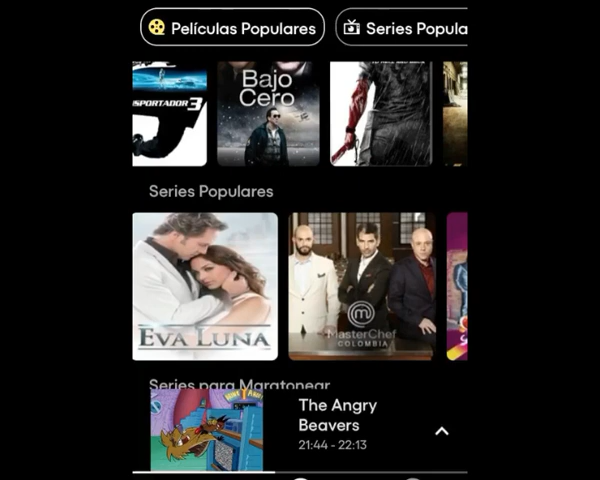 Películas Populares
Series Popula
SPORTADOR 3
Bajo
Cero
Series Populares
EVA LUNA
MasterChef
COLOMBIA
Series para Maratonear
The Angry
Beavers
21:44 - 22:13